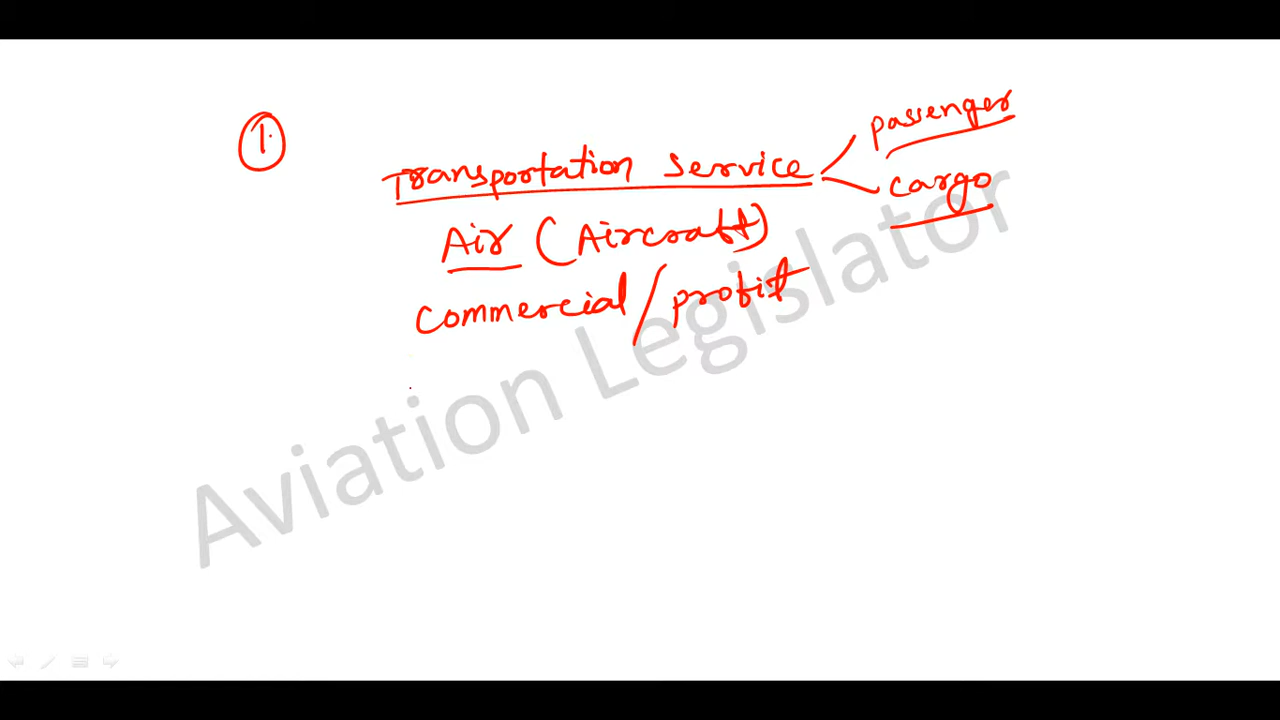 1.
passenger
Transportation service
cargo
Air (Aircraft)
commercial / profit
Aviation Legislator